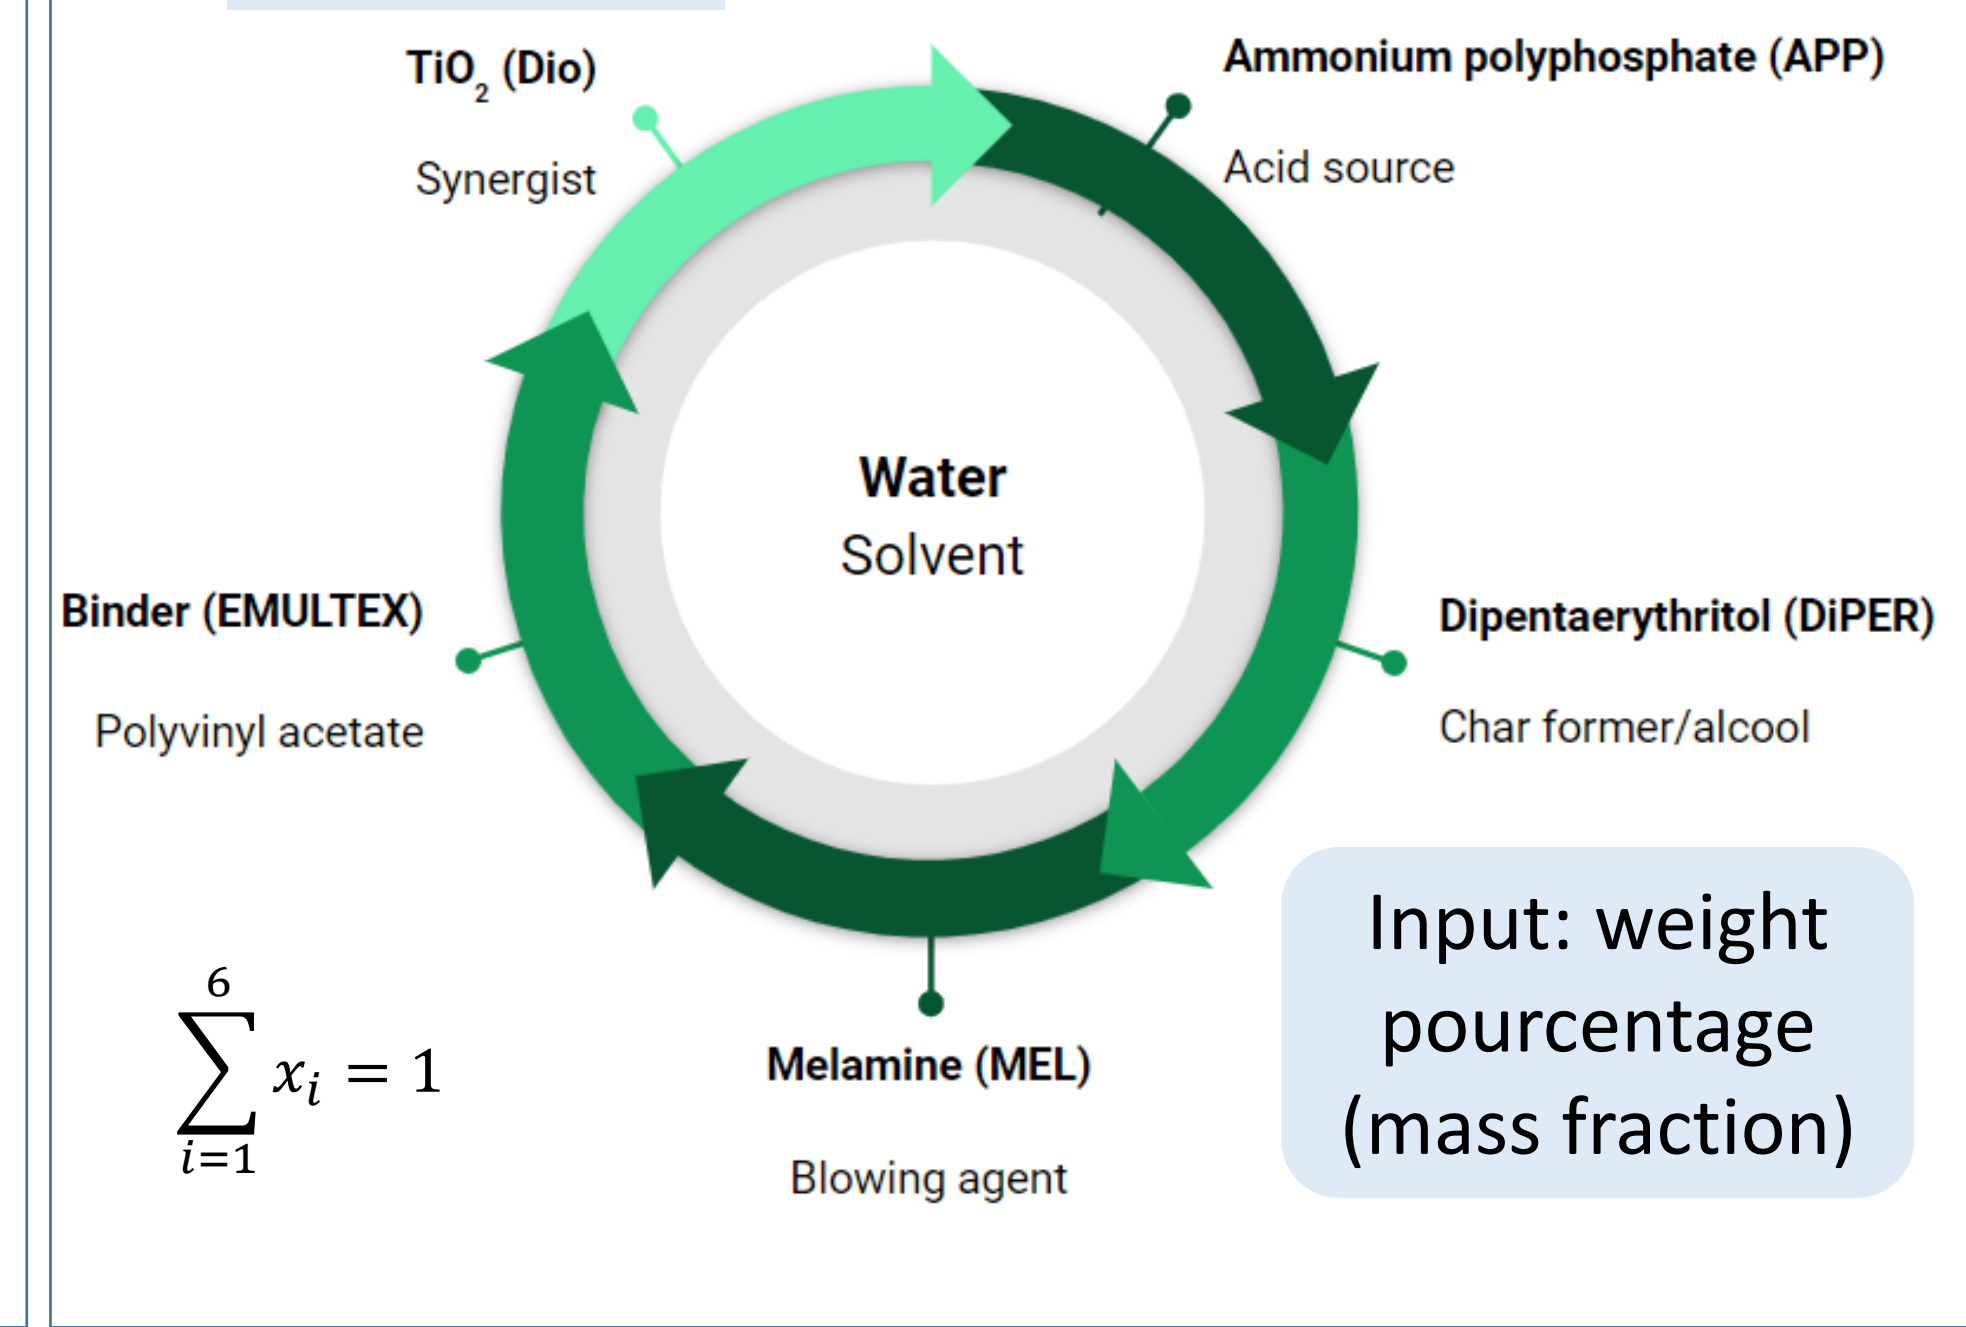 TiO2 (Dio)
Synergist
Ammonium polyphosphate (APP)
Acid source
Water
Solvent
Binder (EMULTEX)
Polyvinyl acetate
Dipentaerythritol (DiPER)
Char former/alcool
Melamine (MEL)
Blowing agent
6
∑ xᵢ = 1
i=1
Input: weight
pourcentage
(mass fraction)